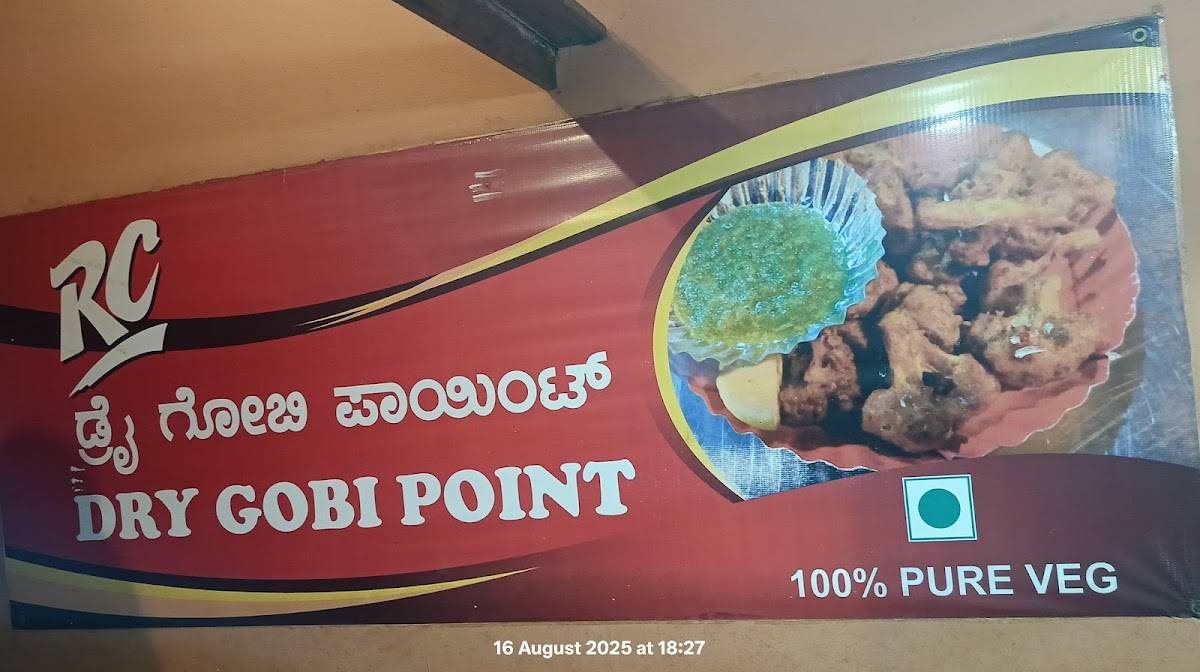 RC
ಡ್ರೈ ಗೋಬಿ ಪಾಯಿಂಟ್
DRY GOBI POINT
100% PURE VEG
16 August 2025 at 18:27